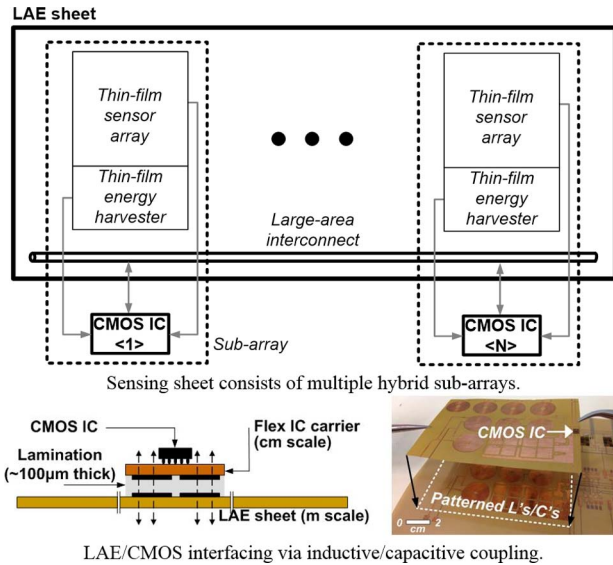 LAE sheet
Thin-film
sensor
array
Thin-film
energy
harvester
Thin-film
sensor
array
Thin-film
energy
harvester
Large-area
interconnect
CMOS IC
<1>
Sub-array
CMOS IC
<N>
Sensing sheet consists of multiple hybrid sub-arrays.
CMOS IC
Flex IC carrier
(cm scale)
Lamination
(~100µm thick)
LAE sheet (m scale)
CMOS IC
Patterned L's/C's
0 2
cm
LAE/CMOS interfacing via inductive/capacitive coupling.